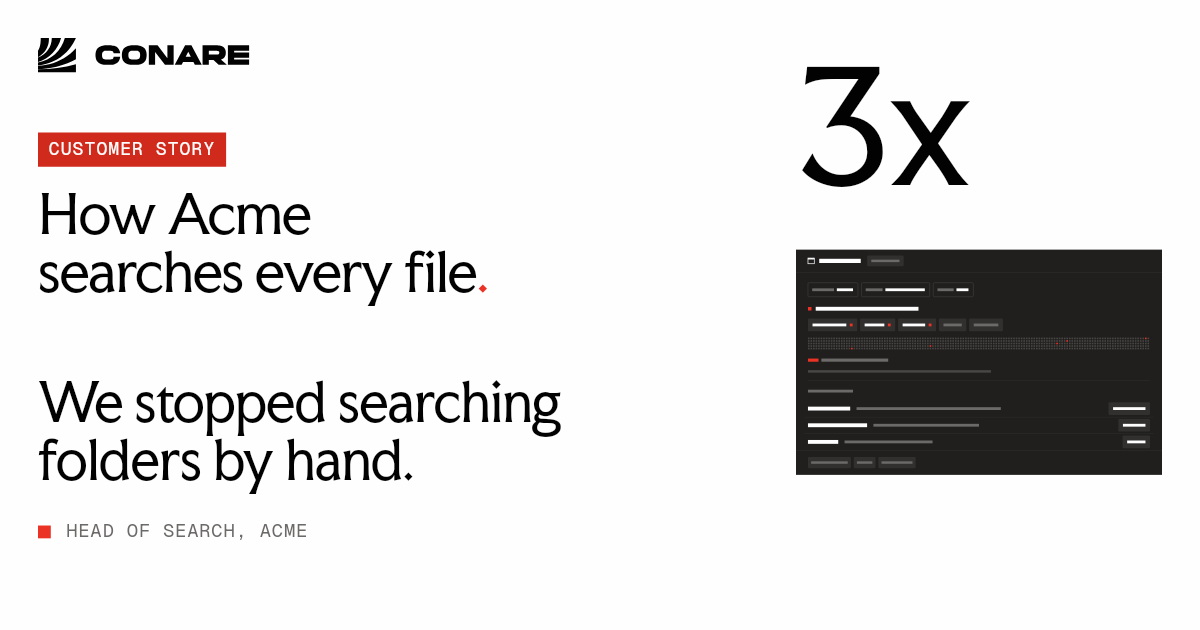 CONARE
CUSTOMER STORY
How Acme
searches every file.
We stopped searching
folders by hand.
HEAD OF SEARCH, ACME
3x